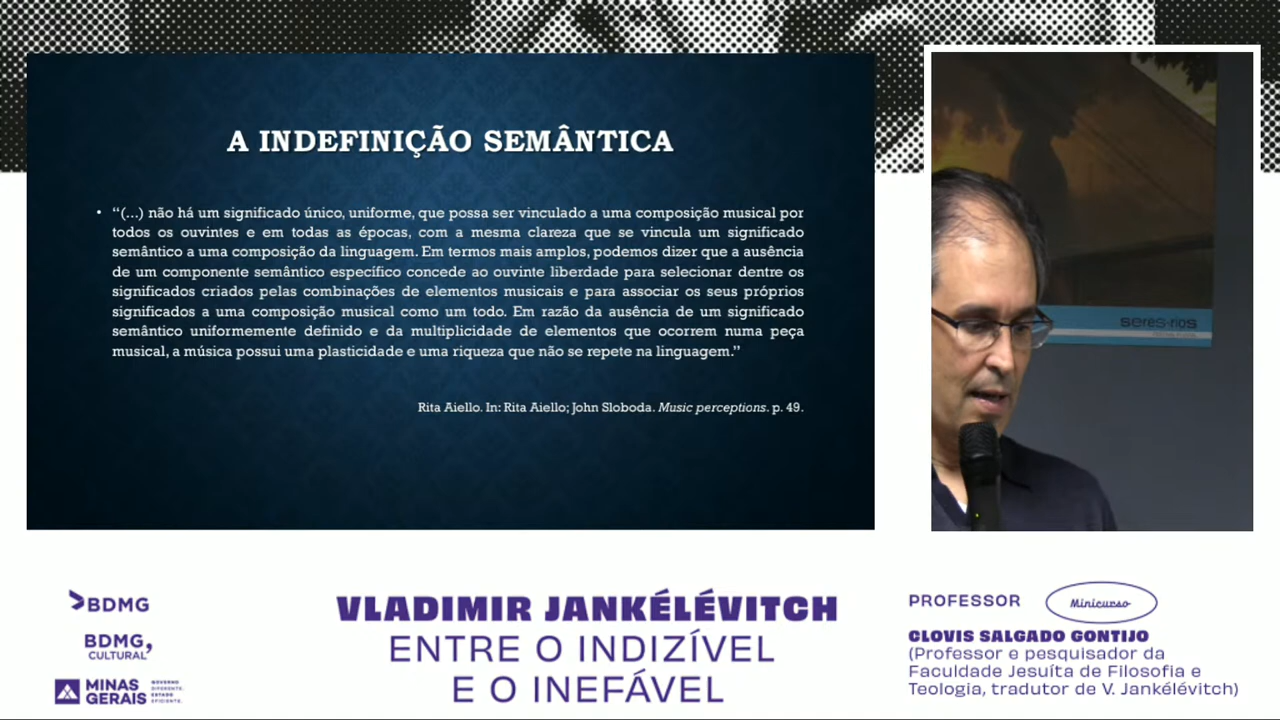 A INDEFINIÇÃO SEMÂNTICA
• “(...) não há um significado único, uniforme, que possa ser vinculado a uma composição musical por
todos os ouvintes e em todas as épocas, com a mesma clareza que se vincula um significado
semântico a uma composição da linguagem. Em termos mais amplos, podemos dizer que a ausência
de um componente semântico específico concede ao ouvinte liberdade para selecionar dentre os
significados criados pelas combinações de elementos musicais e para associar os seus próprios
significados a uma composição musical como um todo. Em razão da ausência de um significado
semântico uniformemente definido e da multiplicidade de elementos que ocorrem numa peça
musical, a música possui uma plasticidade e uma riqueza que não se repete na linguagem.”
Rita Aiello. In: Rita Aiello; John Sloboda. Music perceptions. p. 49.
seres-rios
BDMG
BDMG,
CULTURAL
MINAS
GERAIS
GOVERNO
DIFERENTE.
ESTADO
EFICIENTE.
VLADIMIR JANKÉLÉVITCH
ENTRE O INDIZÍVEL
E O INEFÁVEL
PROFESSOR
Minicurso
CLOVIS SALGADO GONTIJO
(Professor e pesquisador da
Faculdade Jesuíta de Filosofia e
Teologia, tradutor de V. Jankélévitch)